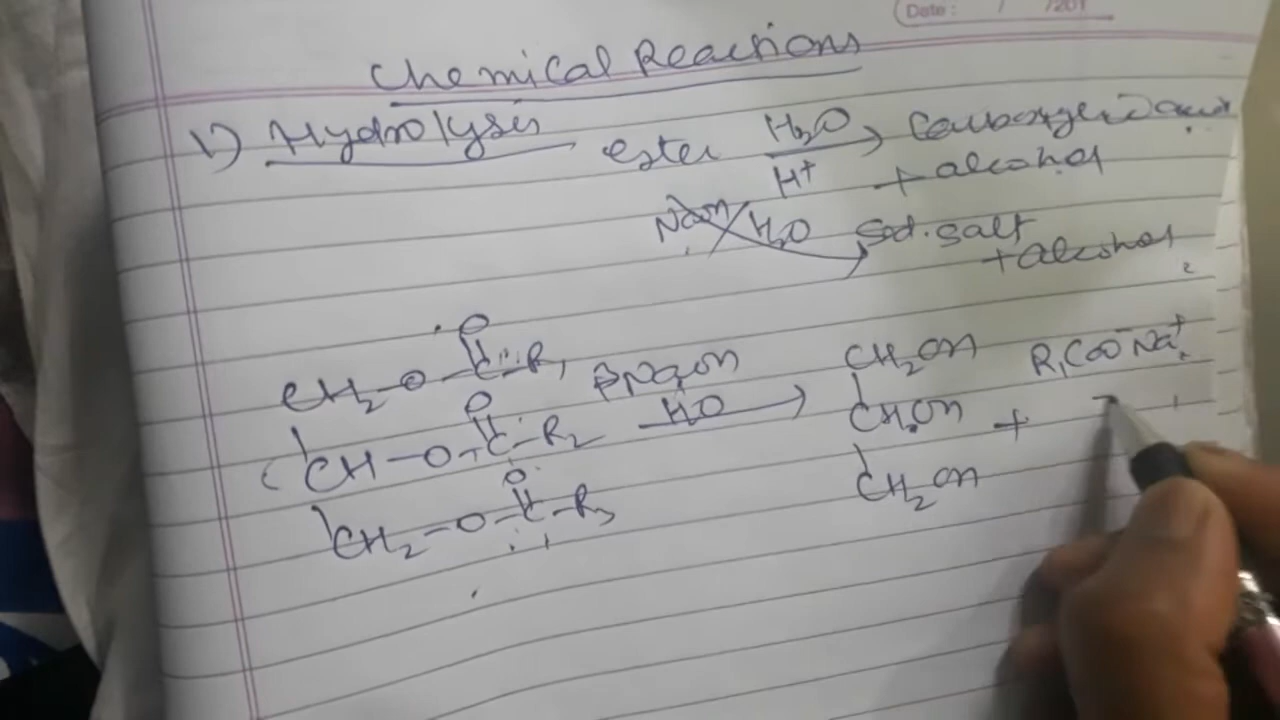 Date : / /201
Chemical Reactions
1.) Hydrolysis ester H₂O / H⁺ → Carboxylic acid
+ alcohol
NaOH / H₂O → Sod. salt
+ alcohol
CH₂-O-C(=O)-R₁ 3NaOH CH₂OH R₁COO⁻Na⁺
CH-O-C(=O)-R₂ H₂O → CHOH +
CH₂-O-C(=O)-R₃ CH₂OH